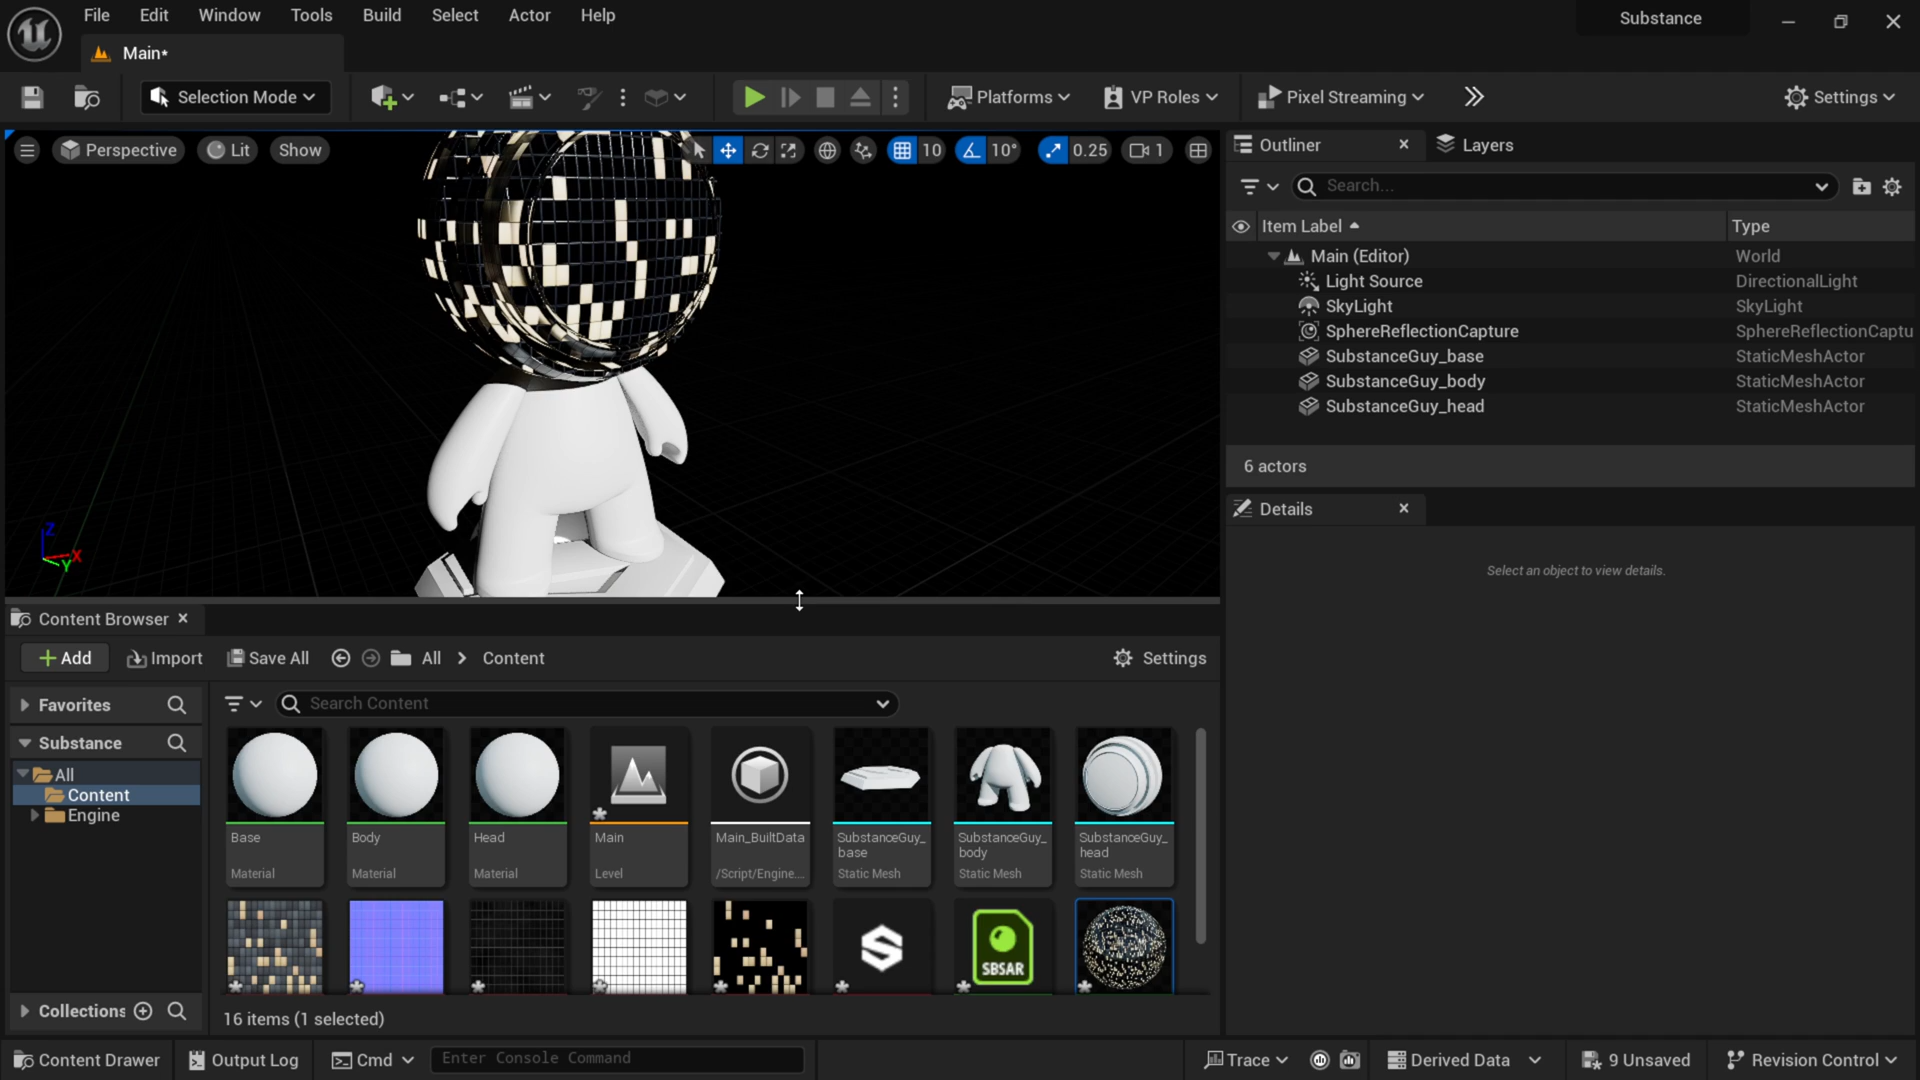 File Edit Window Tools Build Select Actor Help
Substance
Main•
Selection Mode
Platforms
VP Roles
Pixel Streaming
Settings
Perspective
Lit
Show
10
10°
0.25
1
Outliner
Layers
Search...
Item Label
Type
Main (Editor)
World
Light Source
DirectionalLight
SkyLight
SkyLight
SphereReflectionCapture
SphereReflectionCaptu
SubstanceGuy_base
StaticMeshActor
SubstanceGuy_body
StaticMeshActor
SubstanceGuy_head
StaticMeshActor
6 actors
Details
Select an object to view details.
Z
X
Y
Content Browser
Add
Import
Save All
All
Content
Settings
Favorites
Search Content
Substance
All
Content
Engine
Base
Material
Body
Material
Head
Material
Main
Level
Main_BuiltData
/Script/Engine...
SubstanceGuy_
base
Static Mesh
SubstanceGuy_
body
Static Mesh
SubstanceGuy_
head
Static Mesh
SBSAR
Collections
16 items (1 selected)
Content Drawer
Output Log
Cmd
Enter Console Command
Trace
Derived Data
9 Unsaved
Revision Control